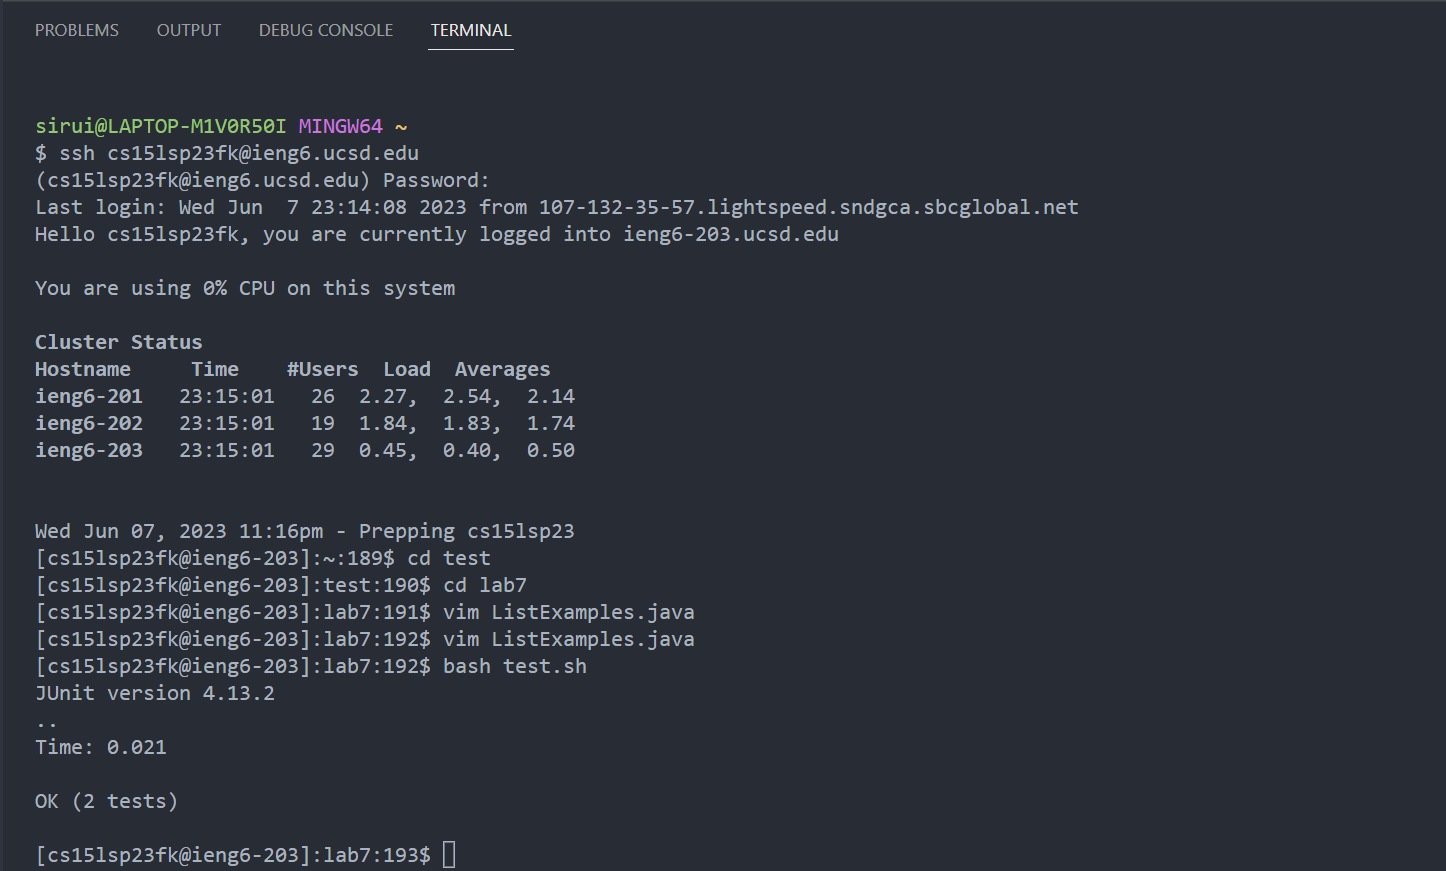 PROBLEMS OUTPUT DEBUG CONSOLE TERMINAL
sirui@LAPTOP-M1V0R50I MINGW64 ~
$ ssh cs15lsp23fk@ieng6.ucsd.edu
(cs15lsp23fk@ieng6.ucsd.edu) Password:
Last login: Wed Jun  7 23:14:08 2023 from 107-132-35-57.lightspeed.sndgca.sbcglobal.net
Hello cs15lsp23fk, you are currently logged into ieng6-203.ucsd.edu
You are using 0% CPU on this system
Cluster Status
Hostname     Time    #Users  Load  Averages
ieng6-201   23:15:01   26  2.27,  2.54,  2.14
ieng6-202   23:15:01   19  1.84,  1.83,  1.74
ieng6-203   23:15:01   29  0.45,  0.40,  0.50
Wed Jun 07, 2023 11:16pm - Prepping cs15lsp23
[cs15lsp23fk@ieng6-203]:~:189$ cd test
[cs15lsp23fk@ieng6-203]:test:190$ cd lab7
[cs15lsp23fk@ieng6-203]:lab7:191$ vim ListExamples.java
[cs15lsp23fk@ieng6-203]:lab7:192$ vim ListExamples.java
[cs15lsp23fk@ieng6-203]:lab7:192$ bash test.sh
JUnit version 4.13.2
..
Time: 0.021
OK (2 tests)
[cs15lsp23fk@ieng6-203]:lab7:193$